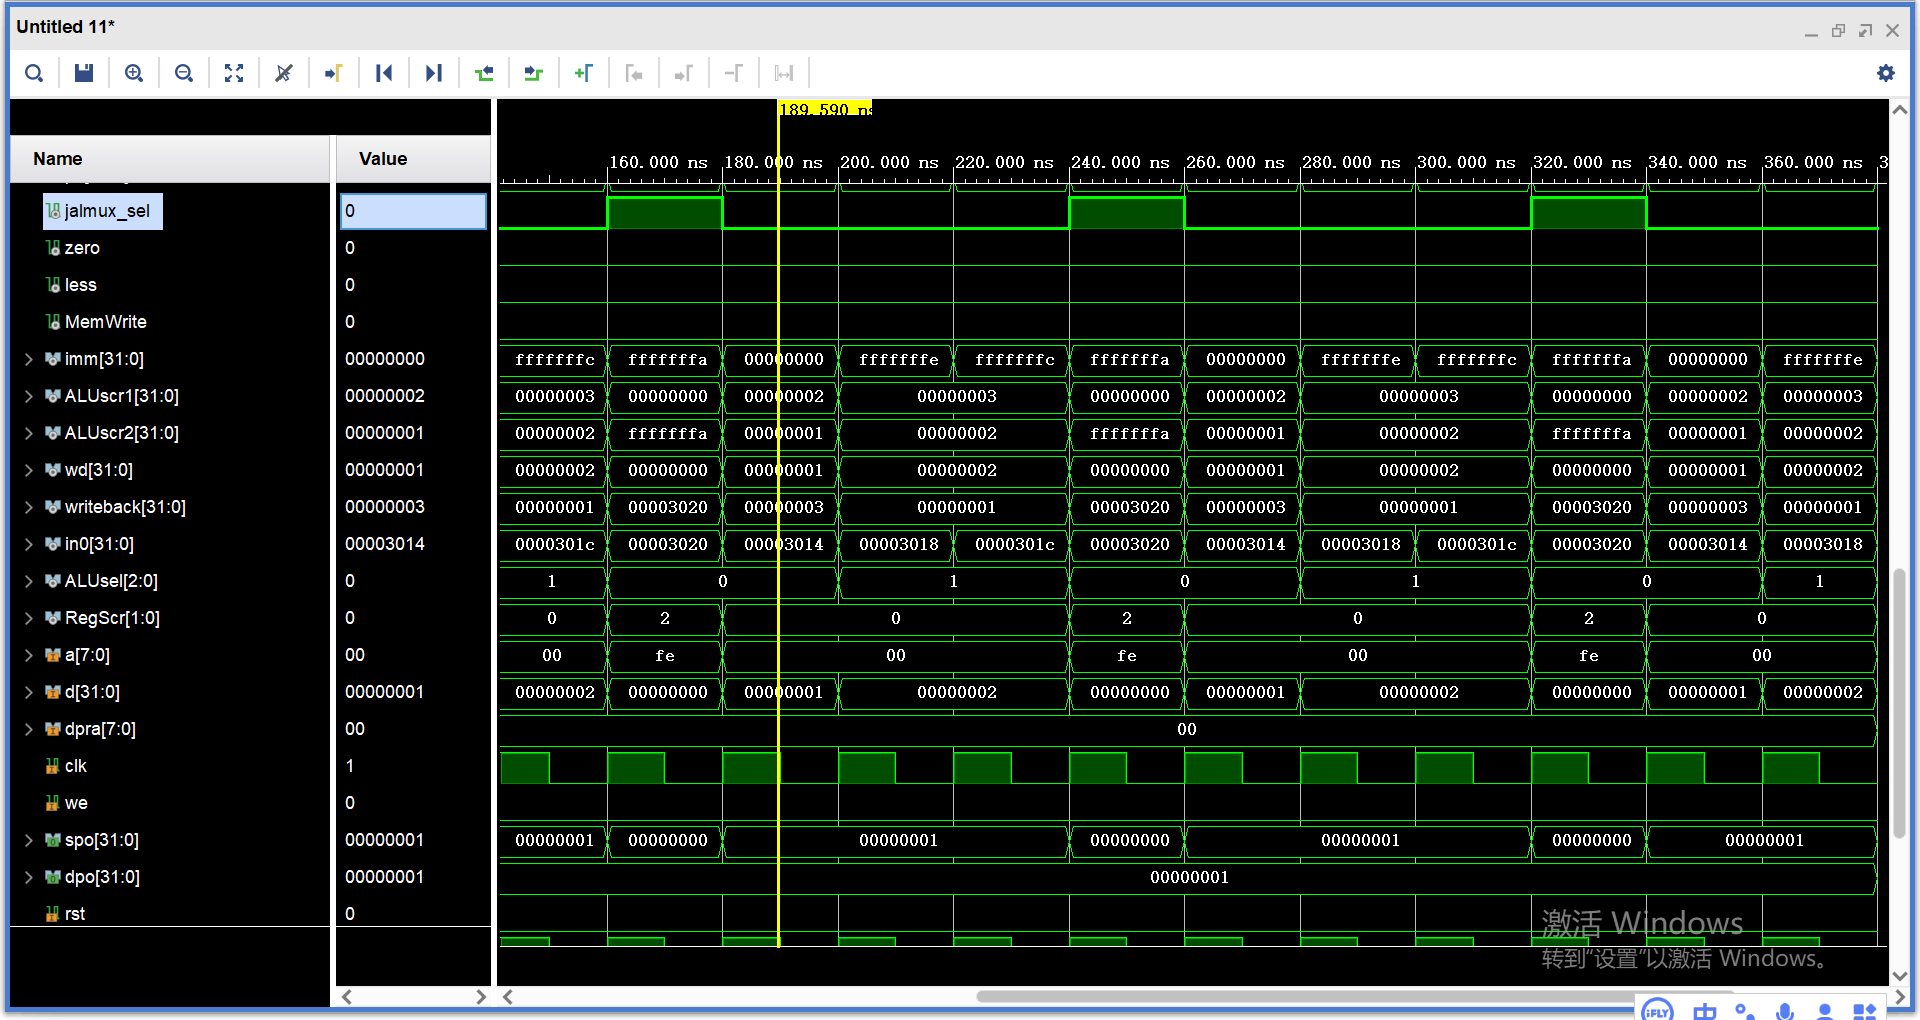 Untitled 11*
189.590 ns
Name Value
160.000 ns 180.000 ns 200.000 ns 220.000 ns 240.000 ns 260.000 ns 280.000 ns 300.000 ns 320.000 ns 340.000 ns 360.000 ns 3
jalmux_sel 0
zero 0
less 0
MemWrite 0
imm[31:0] 00000000 fffffffc fffffffa 00000000 fffffffe fffffffc fffffffa 00000000 fffffffe fffffffc fffffffa 00000000 fffffffe
ALUscr1[31:0] 00000002 00000003 00000000 00000002 00000003 00000000 00000002 00000003 00000000 00000002 00000003
ALUscr2[31:0] 00000001 00000002 fffffffa 00000001 00000002 fffffffa 00000001 00000002 fffffffa 00000001 00000002
wd[31:0] 00000001 00000002 00000000 00000001 00000002 00000000 00000001 00000002 00000000 00000001 00000002
writeback[31:0] 00000003 00000001 00003020 00000003 00000001 00003020 00000003 00000001 00003020 00000003 00000001
in0[31:0] 00003014 0000301c 00003020 00003014 00003018 0000301c 00003020 00003014 00003018 0000301c 00003020 00003014 00003018
ALUsel[2:0] 0 1 0 1 0 1 0 1
RegScr[1:0] 0 0 2 0 2 0 2 0
a[7:0] 00 00 fe 00 fe 00 fe 00
d[31:0] 00000001 00000002 00000000 00000001 00000002 00000000 00000001 00000002 00000000 00000001 00000002
dpra[7:0] 00 00
clk 1
we 0
spo[31:0] 00000001 00000001 00000000 00000001 00000000 00000001 00000000 00000001
dpo[31:0] 00000001 00000001
rst 0
激活 Windows
转到“设置”以激活 Windows。
iFLY 中